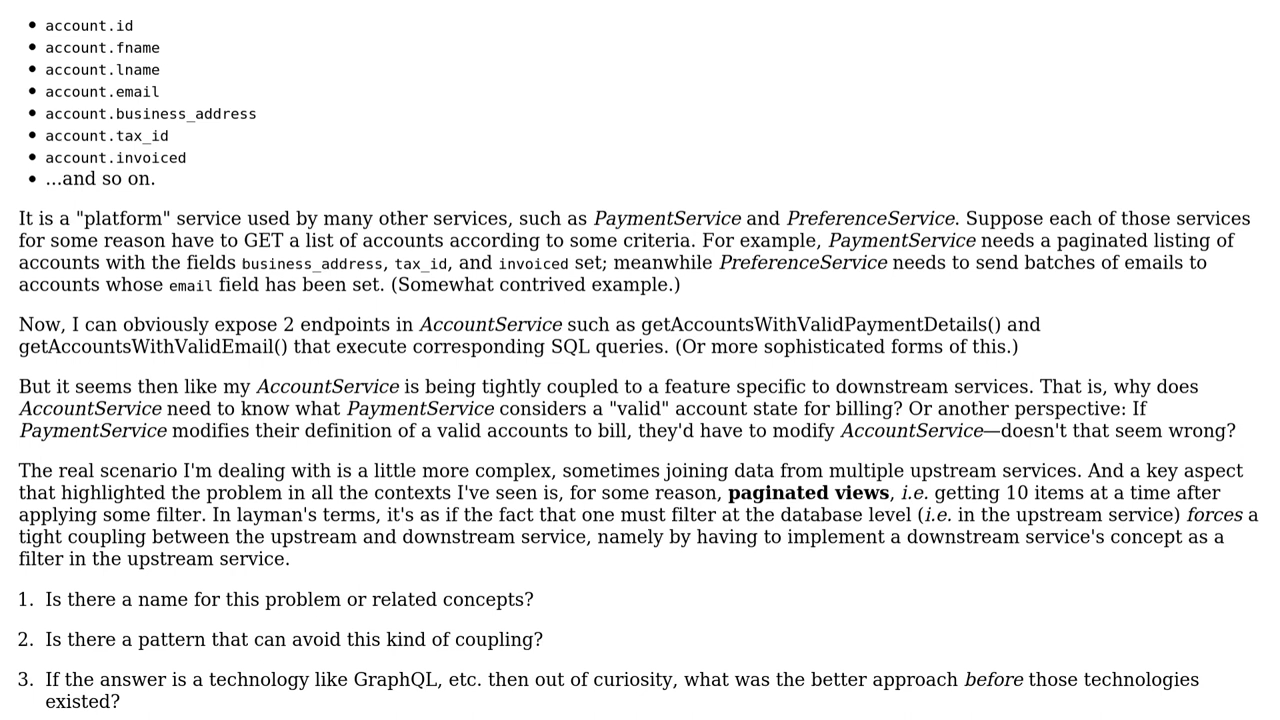 • account.id
• account.fname
• account.lname
• account.email
• account.business_address
• account.tax_id
• account.invoiced
• ...and so on.
It is a "platform" service used by many other services, such as PaymentService and PreferenceService. Suppose each of those services
for some reason have to GET a list of accounts according to some criteria. For example, PaymentService needs a paginated listing of
accounts with the fields business_address, tax_id, and invoiced set; meanwhile PreferenceService needs to send batches of emails to
accounts whose email field has been set. (Somewhat contrived example.)
Now, I can obviously expose 2 endpoints in AccountService such as getAccountsWithValidPaymentDetails() and
getAccountsWithValidEmail() that execute corresponding SQL queries. (Or more sophisticated forms of this.)
But it seems then like my AccountService is being tightly coupled to a feature specific to downstream services. That is, why does
AccountService need to know what PaymentService considers a "valid" account state for billing? Or another perspective: If
PaymentService modifies their definition of a valid accounts to bill, they'd have to modify AccountService—doesn't that seem wrong?
The real scenario I'm dealing with is a little more complex, sometimes joining data from multiple upstream services. And a key aspect
that highlighted the problem in all the contexts I've seen is, for some reason, paginated views, i.e. getting 10 items at a time after
applying some filter. In layman's terms, it's as if the fact that one must filter at the database level (i.e. in the upstream service) forces a
tight coupling between the upstream and downstream service, namely by having to implement a downstream service's concept as a
filter in the upstream service.
1. Is there a name for this problem or related concepts?
2. Is there a pattern that can avoid this kind of coupling?
3. If the answer is a technology like GraphQL, etc. then out of curiosity, what was the better approach before those technologies
existed?